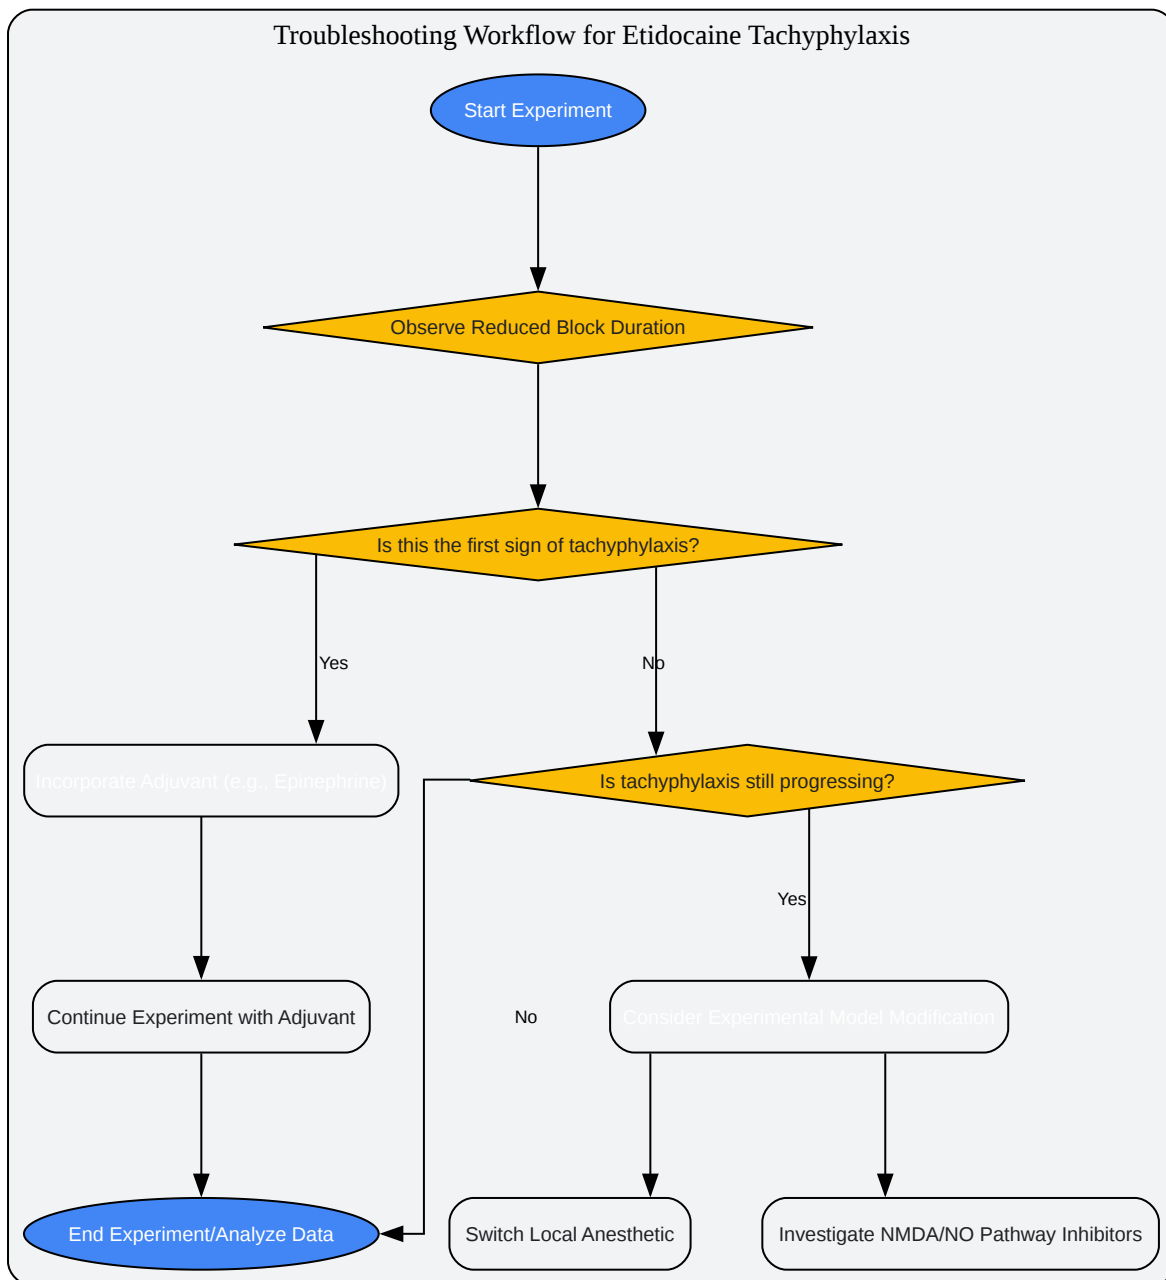 Troubleshooting Workflow for Etidocaine Tachyphylaxis
Start Experiment
Observe Reduced Block Duration
Is this the first sign of tachyphylaxis?
Yes
No
Incorporate Adjuvant (e.g., Epinephrine)
Is tachyphylaxis still progressing?
Yes
Continue Experiment with Adjuvant
No
Consider Experimental Model Modification
End Experiment/Analyze Data
Switch Local Anesthetic
Investigate NMDA/NO Pathway Inhibitors